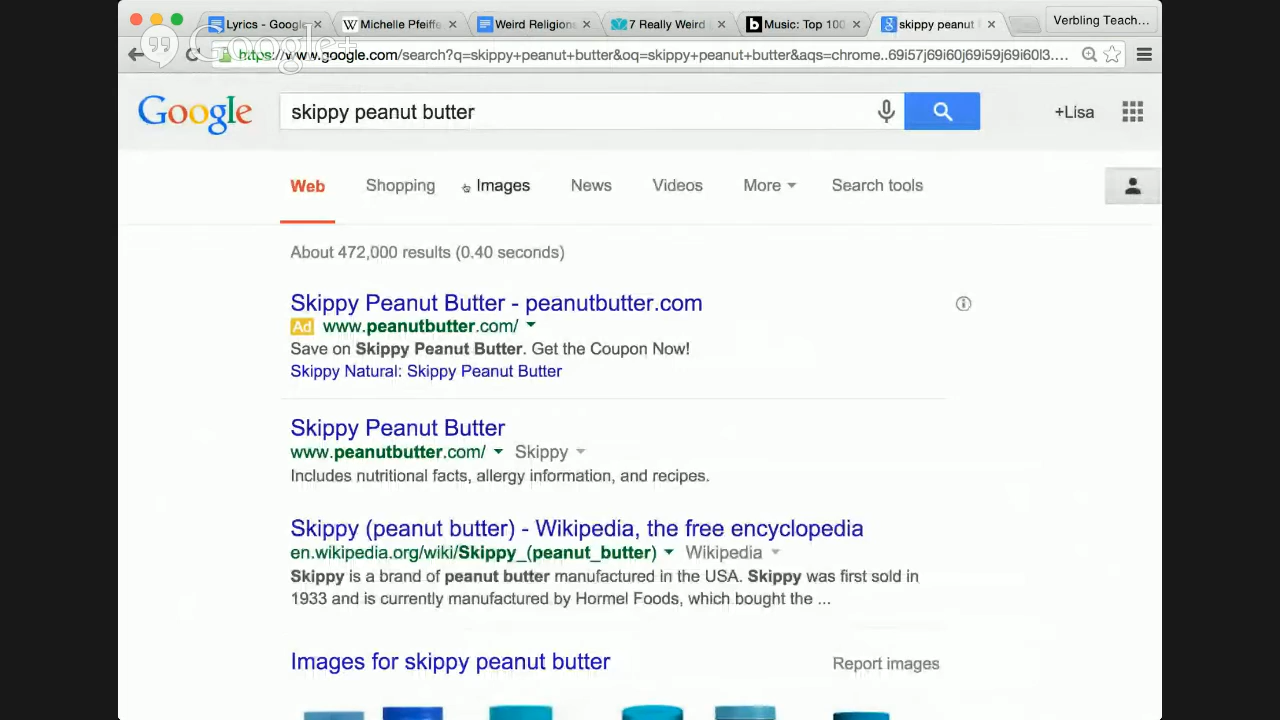 Lyrics - Google
Michelle Pfeiffe
Weird Religions
7 Really Weird
Music: Top 100
skippy peanut
Verbling Teach...
Google+
https://www.google.com/search?q=skippy+peanut+butter&oq=skippy+peanut+butter&aqs=chrome..69i57j69i60j69i59j69i60l3....
Google
skippy peanut butter
+Lisa
Web
Shopping
Images
News
Videos
More
Search tools
About 472,000 results (0.40 seconds)
Skippy Peanut Butter - peanutbutter.com
Ad www.peanutbutter.com/
Save on Skippy Peanut Butter. Get the Coupon Now!
Skippy Natural: Skippy Peanut Butter
Skippy Peanut Butter
www.peanutbutter.com/ Skippy
Includes nutritional facts, allergy information, and recipes.
Skippy (peanut butter) - Wikipedia, the free encyclopedia
en.wikipedia.org/wiki/Skippy_(peanut_butter) Wikipedia
Skippy is a brand of peanut butter manufactured in the USA. Skippy was first sold in
1933 and is currently manufactured by Hormel Foods, which bought the ...
Images for skippy peanut butter
Report images